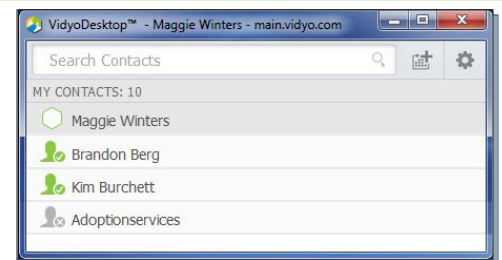 VidyoDesktop™ - Maggie Winters - main.vidyo.com
Search Contacts
MY CONTACTS: 10
Maggie Winters
Brandon Berg
Kim Burchett
Adoptionservices